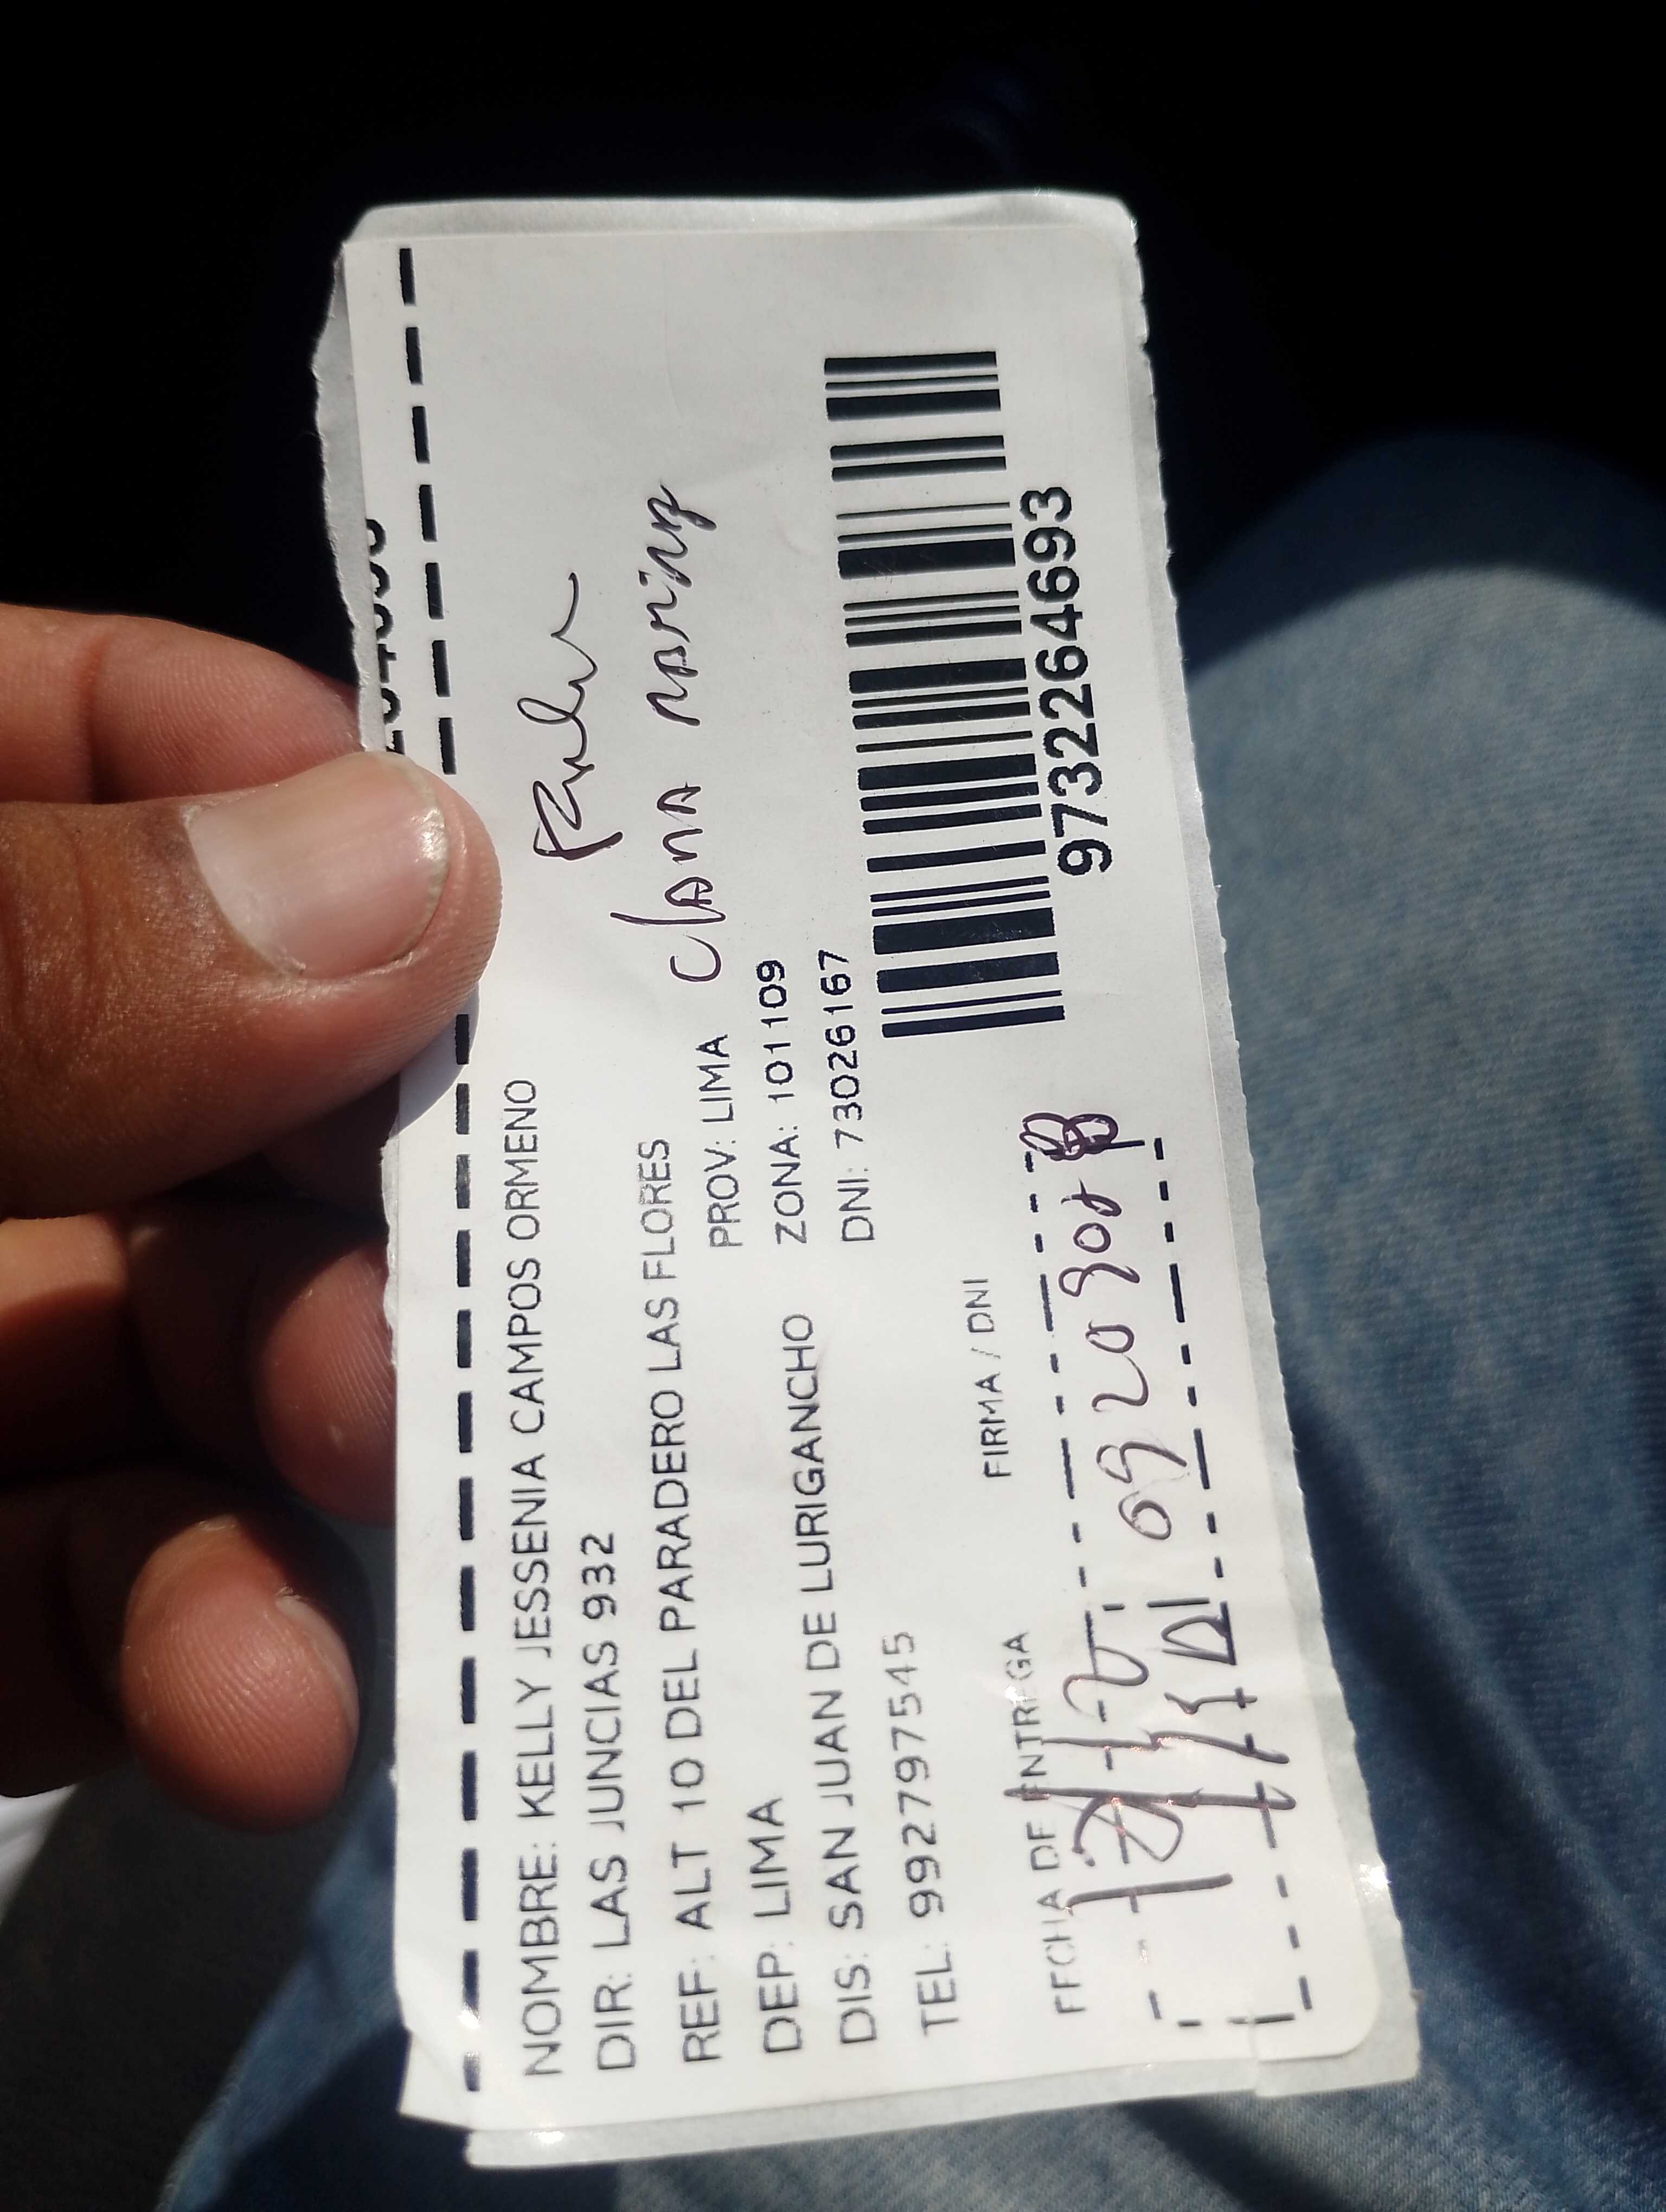 NOMBRE: KELLY JESSENIA CAMPOS ORMENO
DIR: LAS JUNCIAS 932
REF: ALT 10 DEL PARADERO LAS FLORES
DEP: LIMA PROV: LIMA
DIS: SAN JUAN DE LURIGANCHO ZONA: 101109
TEL: 992797545 DNI: 73026167
FECHA DE ENTREGA FIRMA / DNI
9732264693